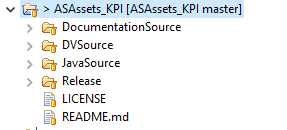 > ASAssets_KPI [ASAssets_KPI master]
DocumentationSource
DVSource
JavaSource
Release
LICENSE
README.md